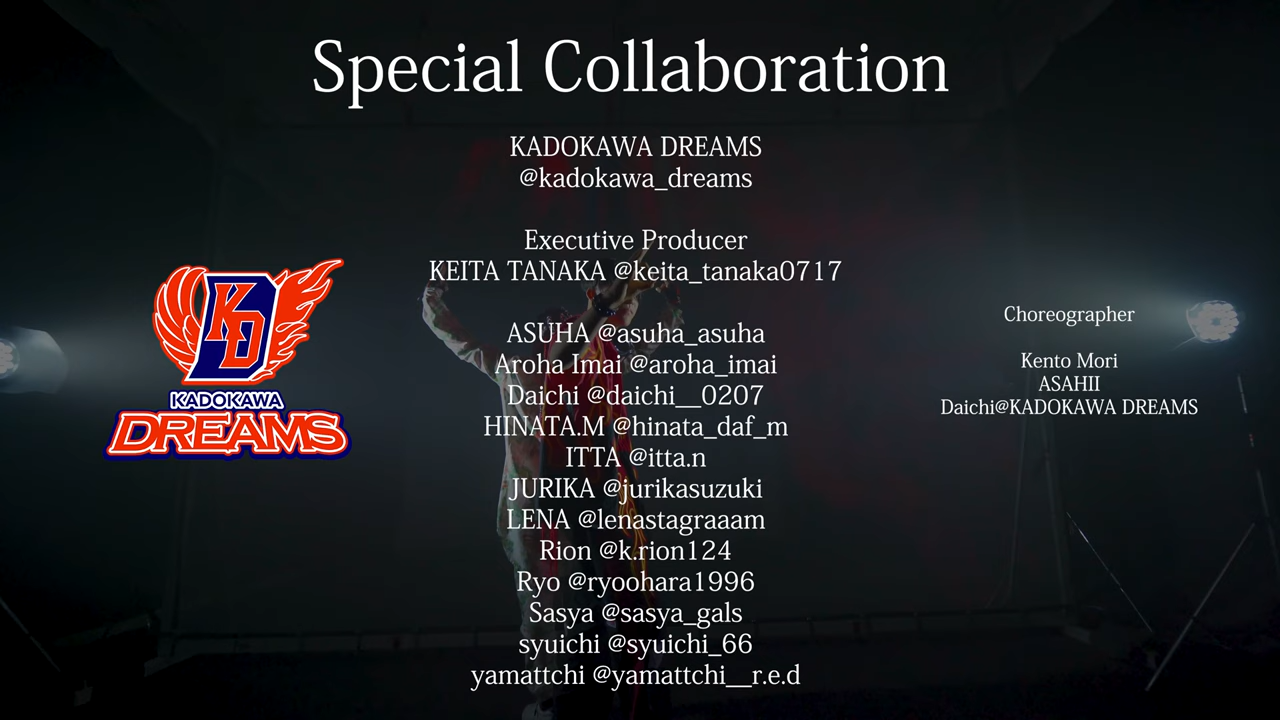 Special Collaboration
KADOKAWA DREAMS
@kadokawa_dreams
Executive Producer
KEITA TANAKA @keita_tanaka0717
ASUHA @asuha_asuha
Aroha Imai @aroha_imai
Daichi @daichi__0207
HINATA.M @hinata_daf_m
ITTA @itta.n
JURIKA @jurikasuzuki
LENA @lenastagraaam
Rion @k.rion124
Ryo @ryoohara1996
Sasya @sasya_gals
syuichi @syuichi_66
yamattchi @yamattchi__r.e.d
KD
KADOKAWA
DREAMS
Choreographer
Kento Mori
ASAHII
Daichi@KADOKAWA DREAMS